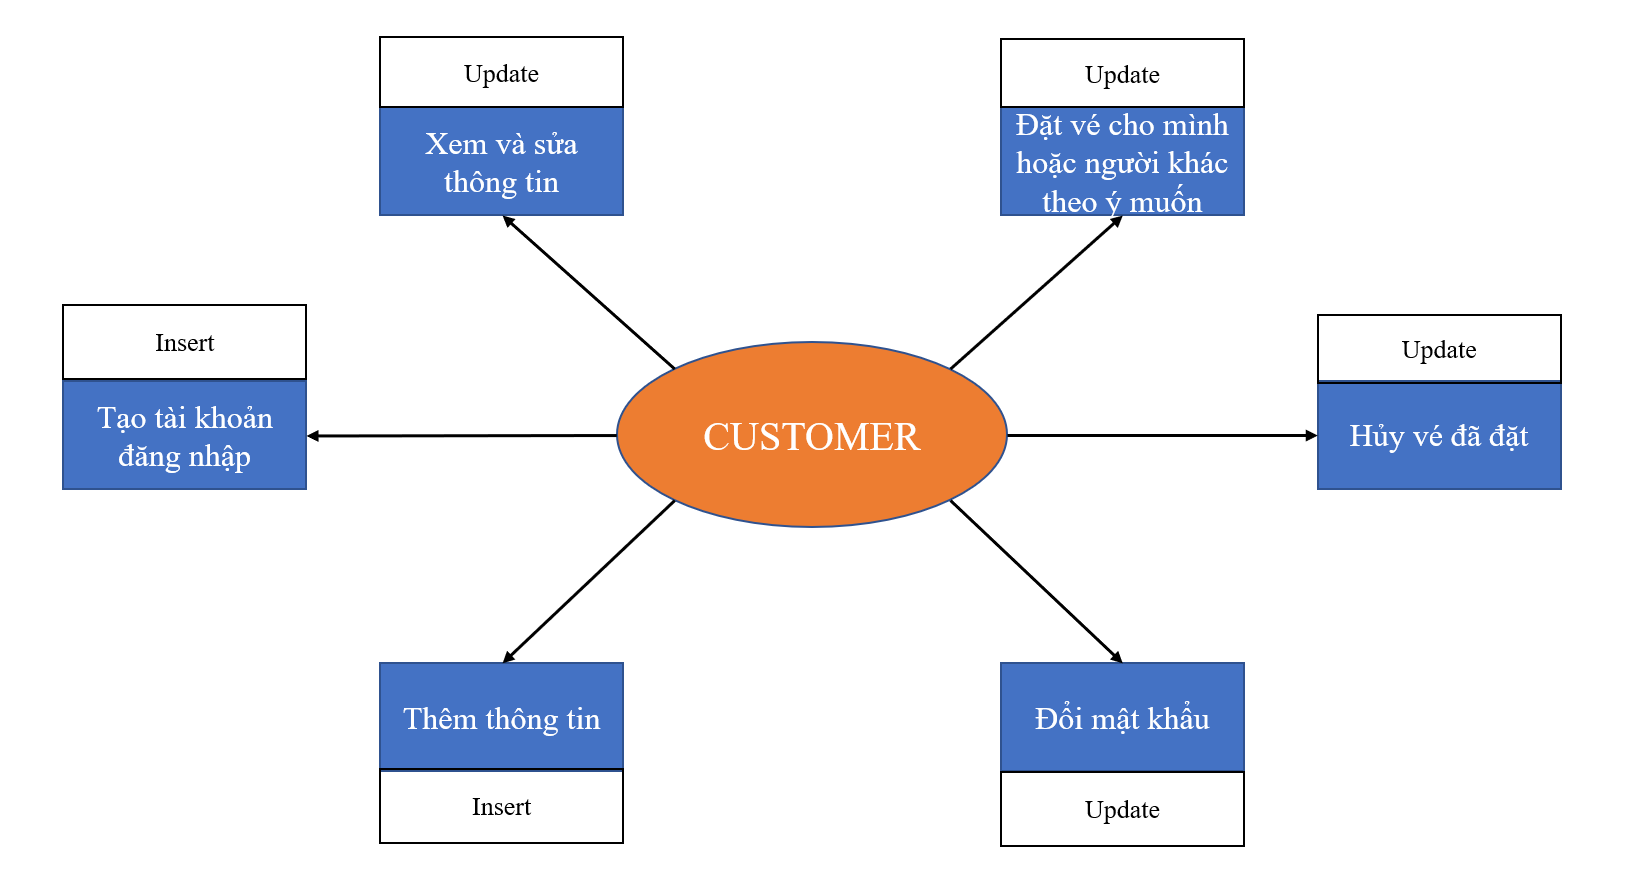 Update
Xem và sửa
thông tin
Update
Đặt vé cho mình
hoặc người khác
theo ý muốn
Insert
Tạo tài khoản
đăng nhập
CUSTOMER
Update
Hủy vé đã đặt
Thêm thông tin
Insert
Đổi mật khẩu
Update